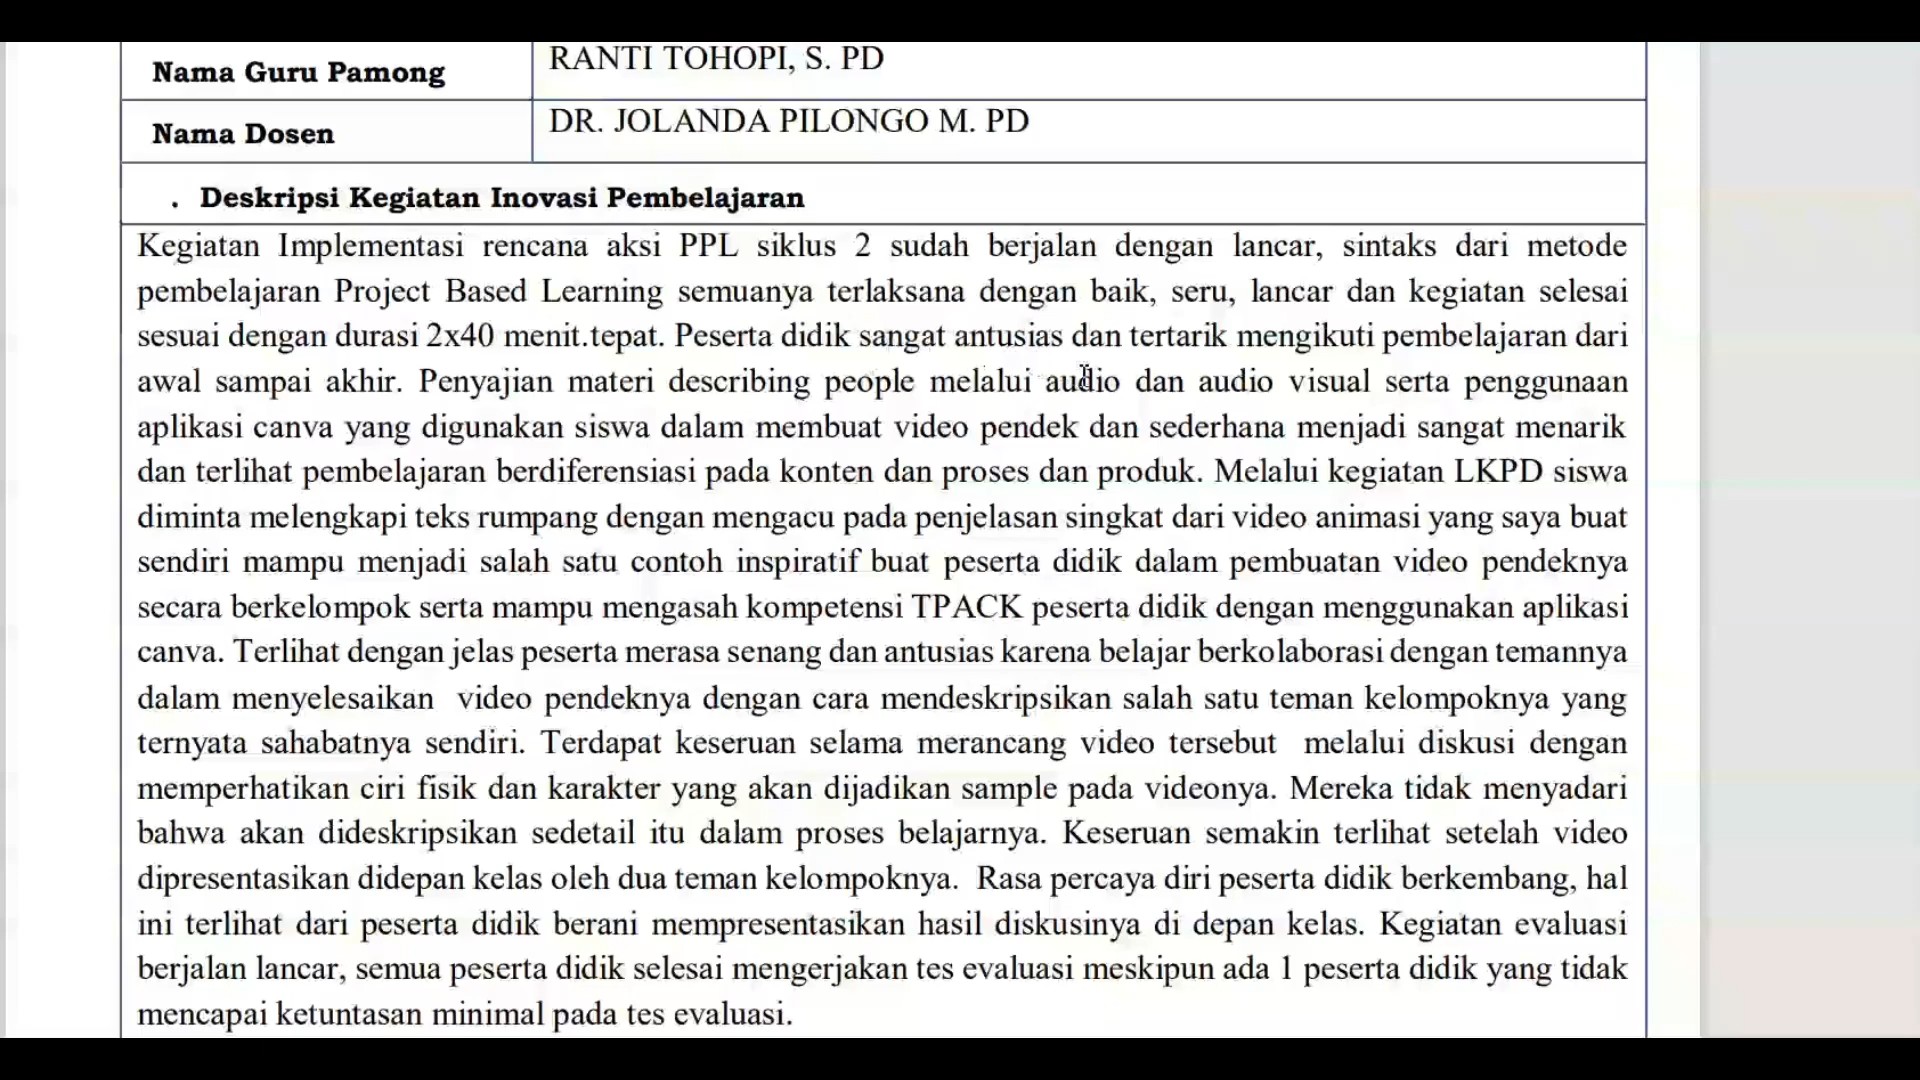 Nama Guru Pamong
RANTI TOHOPI, S. PD
Nama Dosen
DR. JOLANDA PILONGO M. PD
. Deskripsi Kegiatan Inovasi Pembelajaran
Kegiatan Implementasi rencana aksi PPL siklus 2 sudah berjalan dengan lancar, sintaks dari metode
pembelajaran Project Based Learning semuanya terlaksana dengan baik, seru, lancar dan kegiatan selesai
sesuai dengan durasi 2x40 menit.tepat. Peserta didik sangat antusias dan tertarik mengikuti pembelajaran dari
awal sampai akhir. Penyajian materi describing people melalui audio dan audio visual serta penggunaan
aplikasi canva yang digunakan siswa dalam membuat video pendek dan sederhana menjadi sangat menarik
dan terlihat pembelajaran berdiferensiasi pada konten dan proses dan produk. Melalui kegiatan LKPD siswa
diminta melengkapi teks rumpang dengan mengacu pada penjelasan singkat dari video animasi yang saya buat
sendiri mampu menjadi salah satu contoh inspiratif buat peserta didik dalam pembuatan video pendeknya
secara berkelompok serta mampu mengasah kompetensi TPACK peserta didik dengan menggunakan aplikasi
canva. Terlihat dengan jelas peserta merasa senang dan antusias karena belajar berkolaborasi dengan temannya
dalam menyelesaikan  video pendeknya dengan cara mendeskripsikan salah satu teman kelompoknya yang
ternyata sahabatnya sendiri. Terdapat keseruan selama merancang video tersebut  melalui diskusi dengan
memperhatikan ciri fisik dan karakter yang akan dijadikan sample pada videonya. Mereka tidak menyadari
bahwa akan dideskripsikan sedetail itu dalam proses belajarnya. Keseruan semakin terlihat setelah video
dipresentasikan didepan kelas oleh dua teman kelompoknya.  Rasa percaya diri peserta didik berkembang, hal
ini terlihat dari peserta didik berani mempresentasikan hasil diskusinya di depan kelas. Kegiatan evaluasi
berjalan lancar, semua peserta didik selesai mengerjakan tes evaluasi meskipun ada 1 peserta didik yang tidak
mencapai ketuntasan minimal pada tes evaluasi.